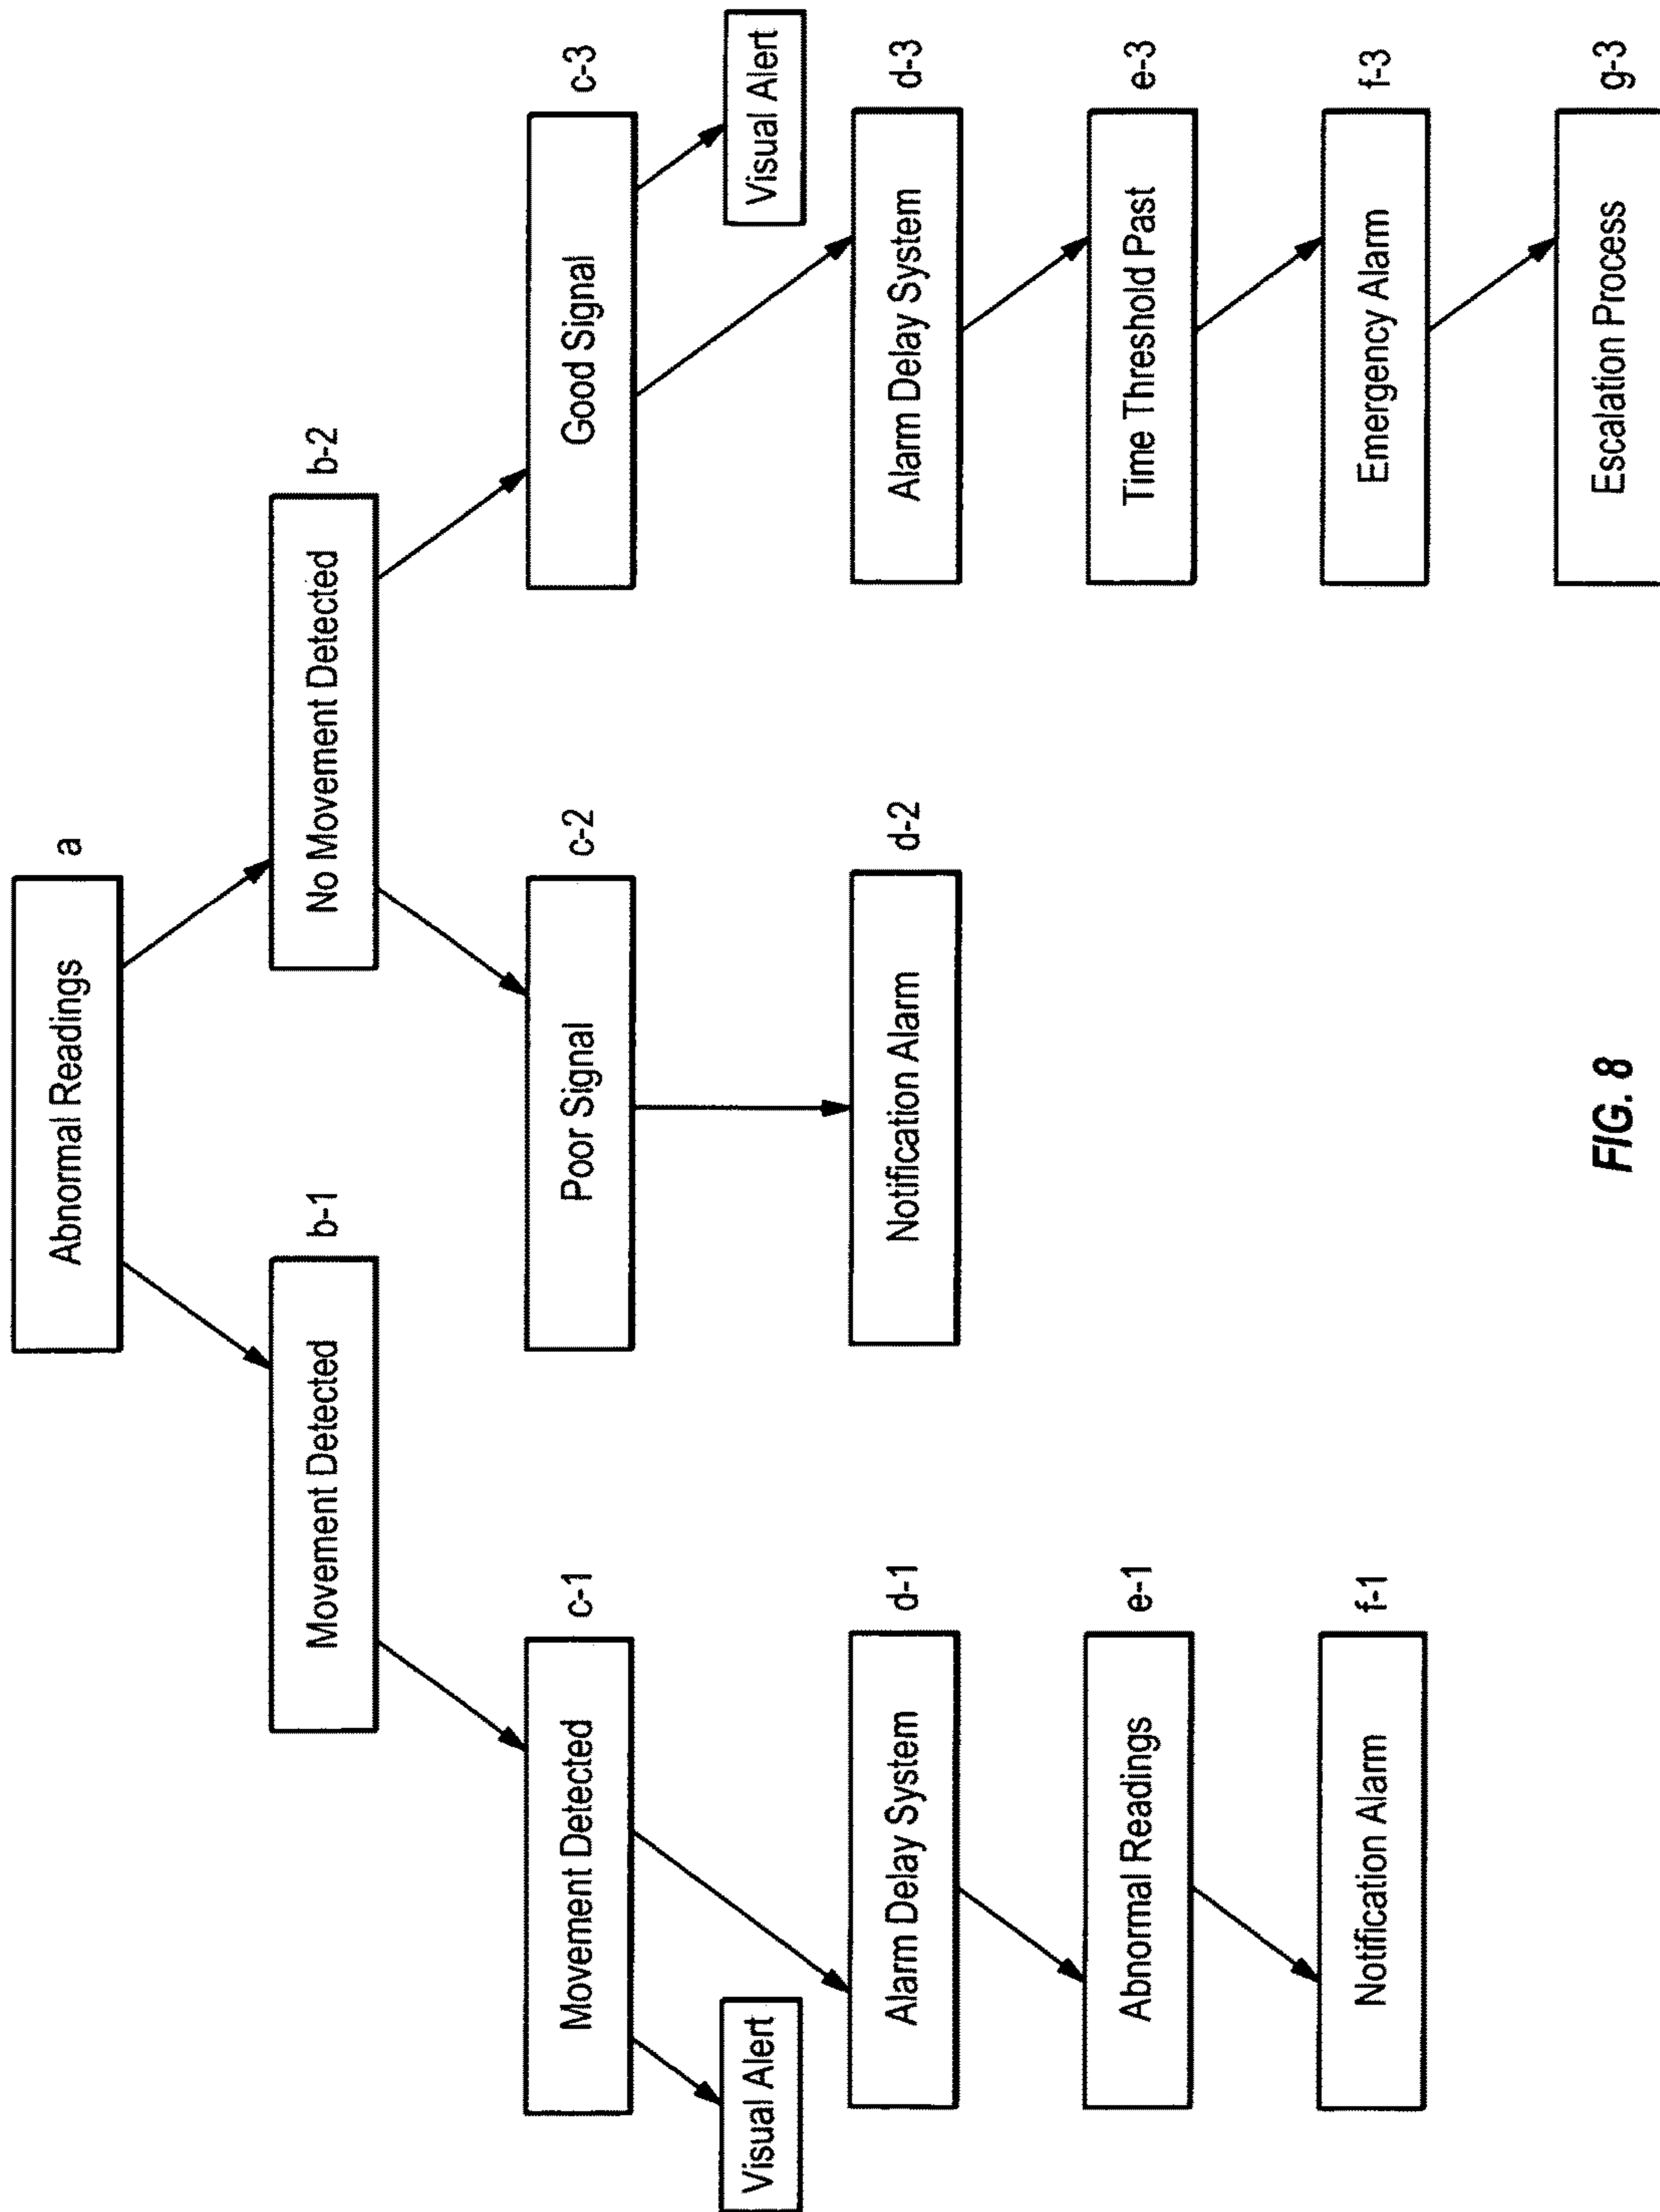 Abnormal Readings
a
Movement Detected
b-1
No Movement Detected
b-2
Movement Detected
c-1
Poor Signal
c-2
Good Signal
c-3
Visual Alert
Visual Alert
Alarm Delay System
d-1
Notification Alarm
d-2
Alarm Delay System
d-3
Abnormal Readings
e-1
Time Threshold Past
e-3
Notification Alarm
f-1
Emergency Alarm
f-3
Escalation Process
g-3
FIG. 8